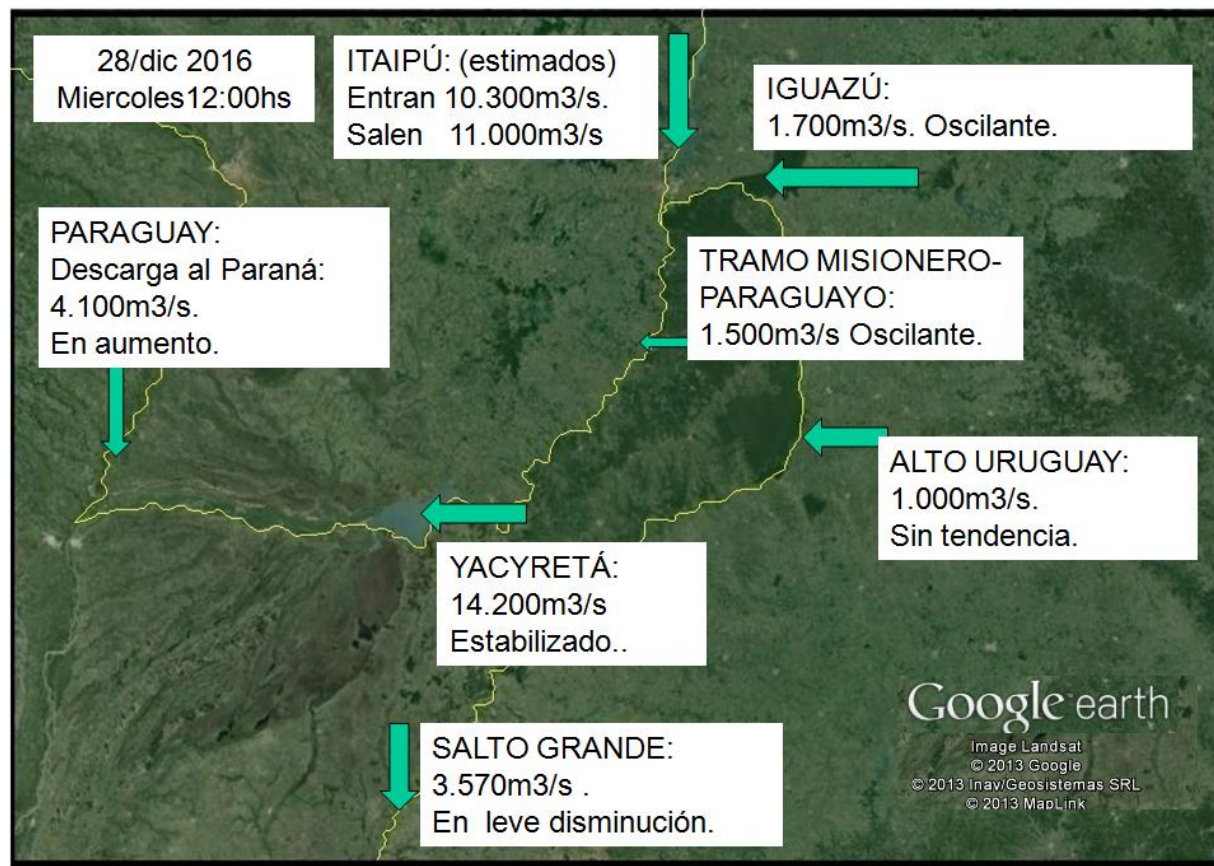 28/dic 2016
Miercoles12:00hs
ITAIPÚ: (estimados)
Entran 10.300m3/s.
Salen 11.000m3/s
IGUAZÚ:
1.700m3/s. Oscilante.
PARAGUAY:
Descarga al Paraná:
4.100m3/s.
En aumento.
TRAMO MISIONERO-
PARAGUAYO:
1.500m3/s Oscilante.
ALTO URUGUAY:
1.000m3/s.
Sin tendencia.
YACYRETÁ:
14.200m3/s
Estabilizado..
SALTO GRANDE:
3.570m3/s .
En leve disminución.
Google earth
Image Landsat
© 2013 Google
© 2013 Inav/Geosistemas SRL
© 2013 MapLink